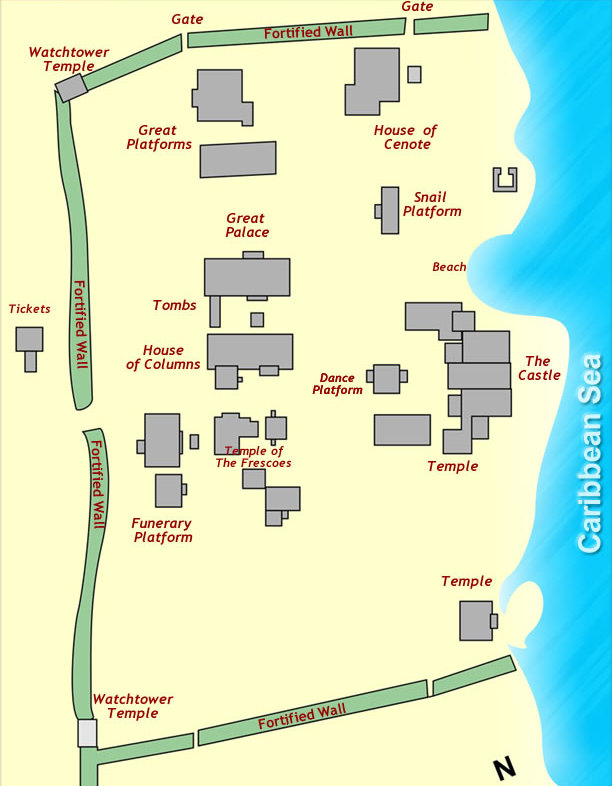 Gate
Gate
Fortified Wall
Watchtower
Temple
Great
Platforms
House of
Cenote
Snail
Platform
Great
Palace
Beach
Fortified Wall
Tickets
Tombs
House
of Columns
Dance
Platform
The
Castle
Caribbean Sea
Fortified Wall
Temple of
The Frescoes
Temple
Funerary
Platform
Temple
Watchtower
Temple
Fortified Wall
N